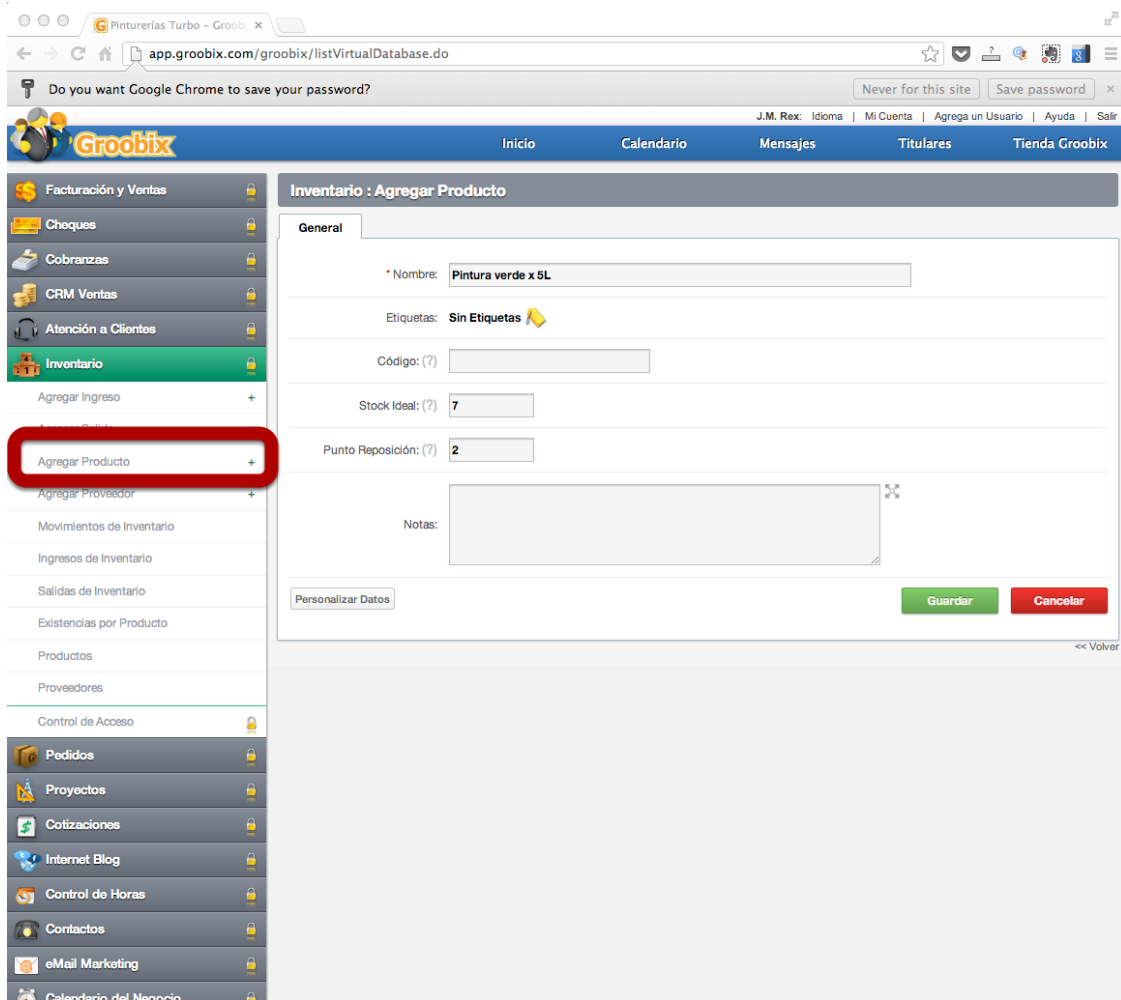 Pinturerías Turbo – Groob
app.groobix.com/groobix/listVirtualDatabase.do
Do you want Google Chrome to save your password?
Never for this site
Save password
J.M. Rex: Idioma | Mi Cuenta | Agrega un Usuario | Ayuda | Salir
Groobix
Inicio
Calendario
Mensajes
Titulares
Tienda Groobix
Facturación y Ventas
Cheques
Cobranzas
CRM Ventas
Atención a Clientes
Inventario
Agregar Ingreso +
Agregar Salida
Agregar Producto +
Agregar Proveedor +
Movimientos de Inventario
Ingresos de Inventario
Salidas de Inventario
Existencias por Producto
Productos
Proveedores
Control de Acceso
Pedidos
Proyectos
Cotizaciones
Internet Blog
Control de Horas
Contactos
eMail Marketing
Calendario del Negocio
Inventario : Agregar Producto
General
* Nombre: Pintura verde x 5L
Etiquetas: Sin Etiquetas
Código: (?)
Stock Ideal: (?) 7
Punto Reposición: (?) 2
Notas:
Personalizar Datos
Guardar
Cancelar
<< Volver